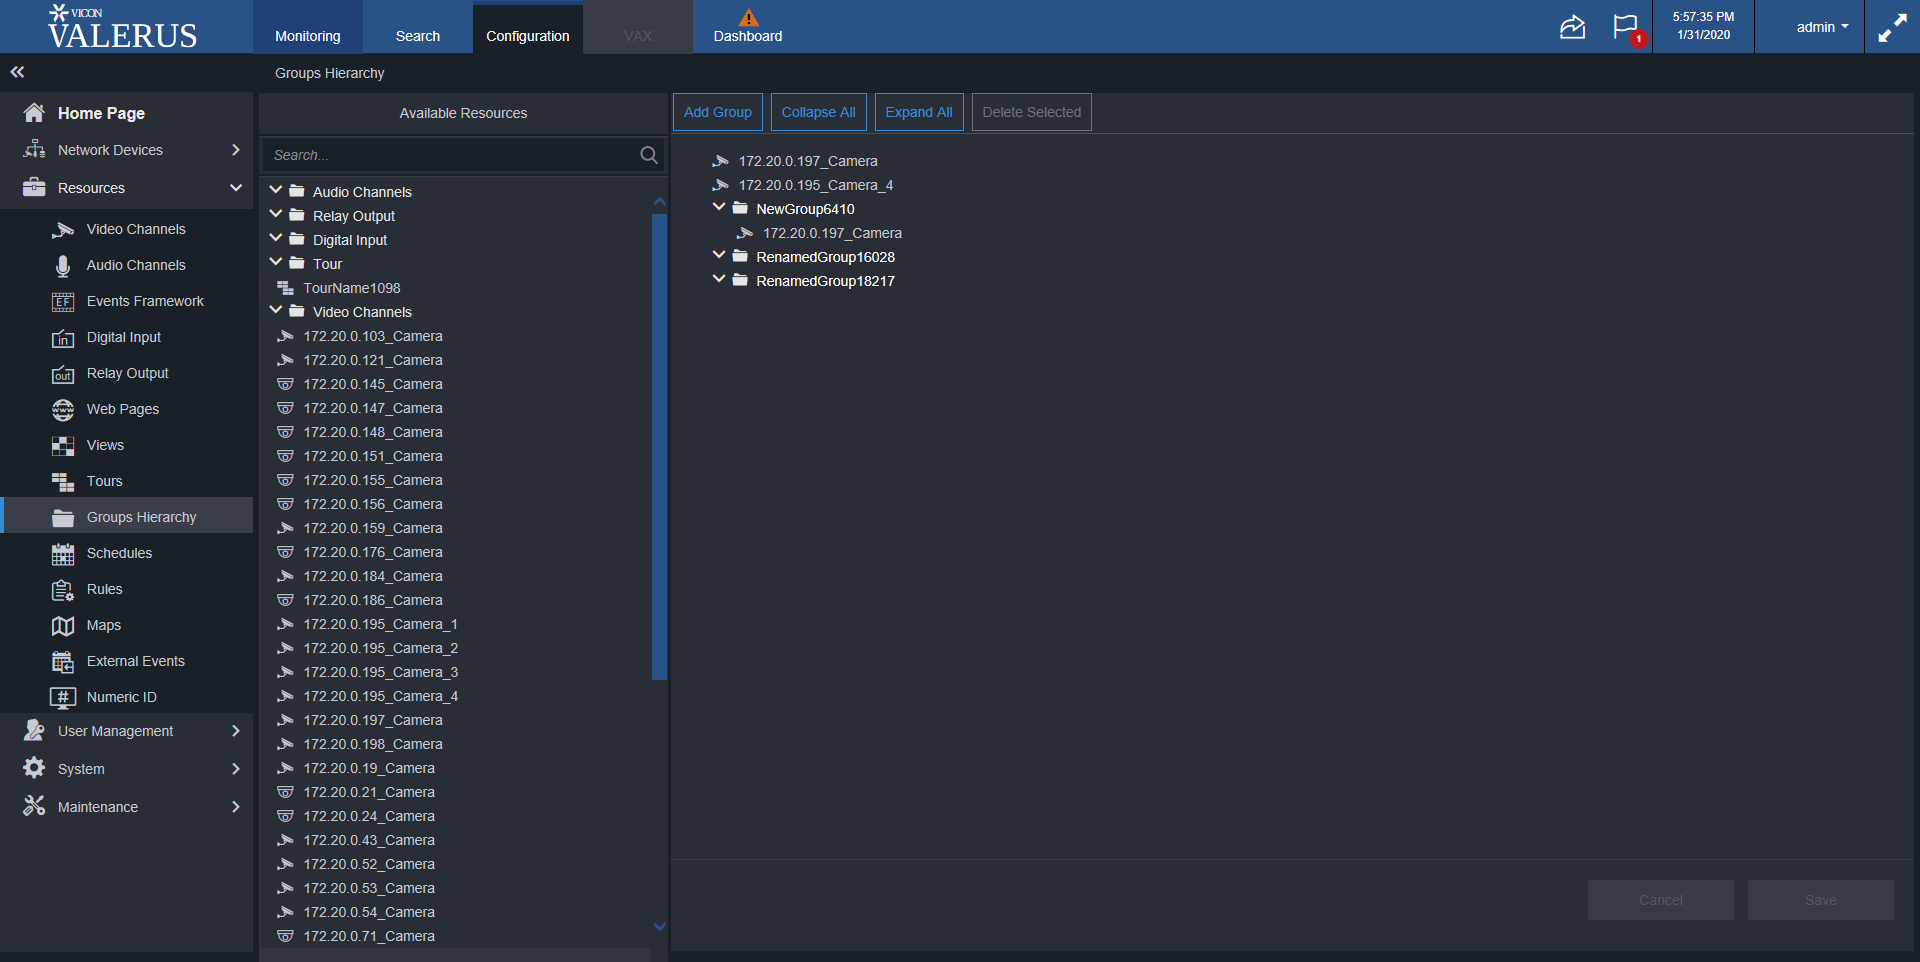 VICON
VALERUS
Monitoring
Search
Configuration
VAX
Dashboard
1
5:57:35 PM
1/31/2020
admin
Groups Hierarchy
Home Page
Network Devices
Resources
Video Channels
Audio Channels
EF
Events Framework
in
Digital Input
out
Relay Output
www
Web Pages
Views
Tours
Groups Hierarchy
Schedules
Rules
Maps
External Events
#
Numeric ID
User Management
System
Maintenance
Available Resources
Search...
Audio Channels
Relay Output
Digital Input
Tour
TourName1098
Video Channels
172.20.0.103_Camera
172.20.0.121_Camera
172.20.0.145_Camera
172.20.0.147_Camera
172.20.0.148_Camera
172.20.0.151_Camera
172.20.0.155_Camera
172.20.0.156_Camera
172.20.0.159_Camera
172.20.0.176_Camera
172.20.0.184_Camera
172.20.0.186_Camera
172.20.0.195_Camera_1
172.20.0.195_Camera_2
172.20.0.195_Camera_3
172.20.0.195_Camera_4
172.20.0.197_Camera
172.20.0.198_Camera
172.20.0.19_Camera
172.20.0.21_Camera
172.20.0.24_Camera
172.20.0.43_Camera
172.20.0.52_Camera
172.20.0.53_Camera
172.20.0.54_Camera
172.20.0.71_Camera
Add Group
Collapse All
Expand All
Delete Selected
172.20.0.197_Camera
172.20.0.195_Camera_4
NewGroup6410
172.20.0.197_Camera
RenamedGroup16028
RenamedGroup18217
Cancel
Save